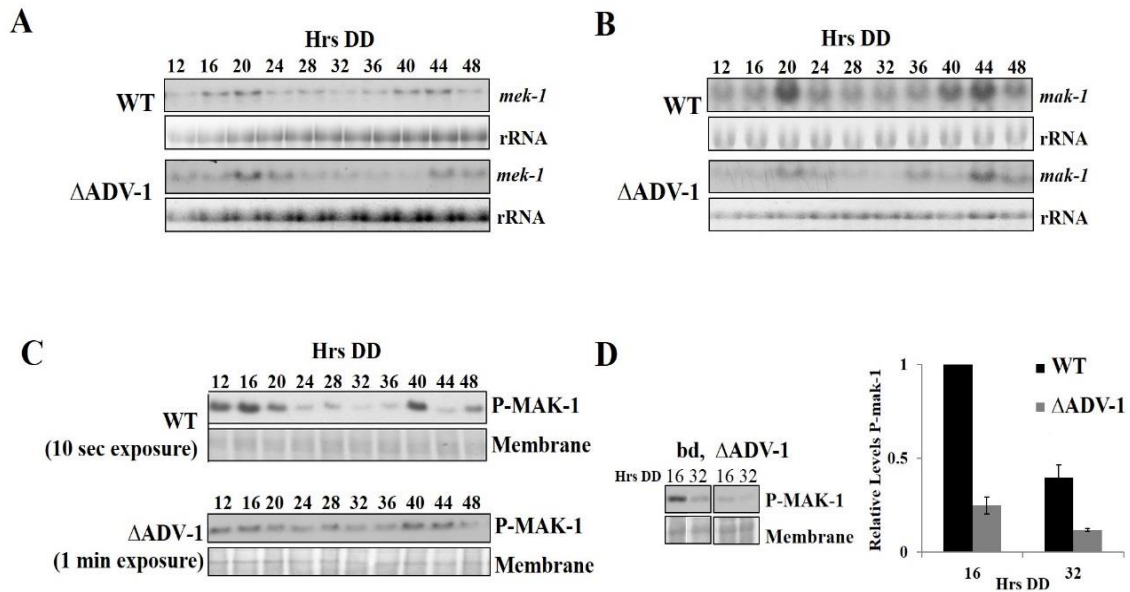 A
Hrs DD
12 16 20 24 28 32 36 40 44 48
WT
mek-1
rRNA
ΔADV-1
mek-1
rRNA
B
Hrs DD
12 16 20 24 28 32 36 40 44 48
WT
mak-1
rRNA
ΔADV-1
mak-1
rRNA
C
Hrs DD
12 16 20 24 28 32 36 40 44 48
WT
(10 sec exposure)
P-MAK-1
Membrane
12 16 20 24 28 32 36 40 44 48
ΔADV-1
(1 min exposure)
P-MAK-1
Membrane
D
bd, ΔADV-1
Hrs DD 16 32 16 32
P-MAK-1
Membrane
Relative Levels P-mak-1
1
0.5
0
WT
ΔADV-1
16 32
Hrs DD